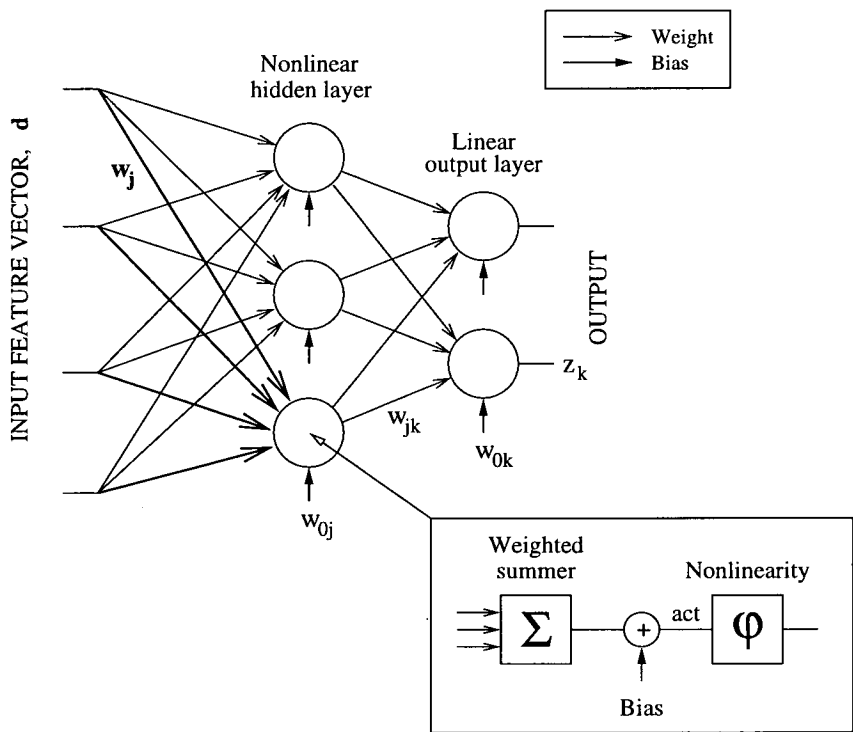 Weight
Bias
Nonlinear
hidden layer
Linear
output layer
INPUT FEATURE VECTOR, d
w_j
OUTPUT
z_k
w_jk
w_0k
w_0j
Weighted
summer
Nonlinearity
Σ
+
act
φ
Bias